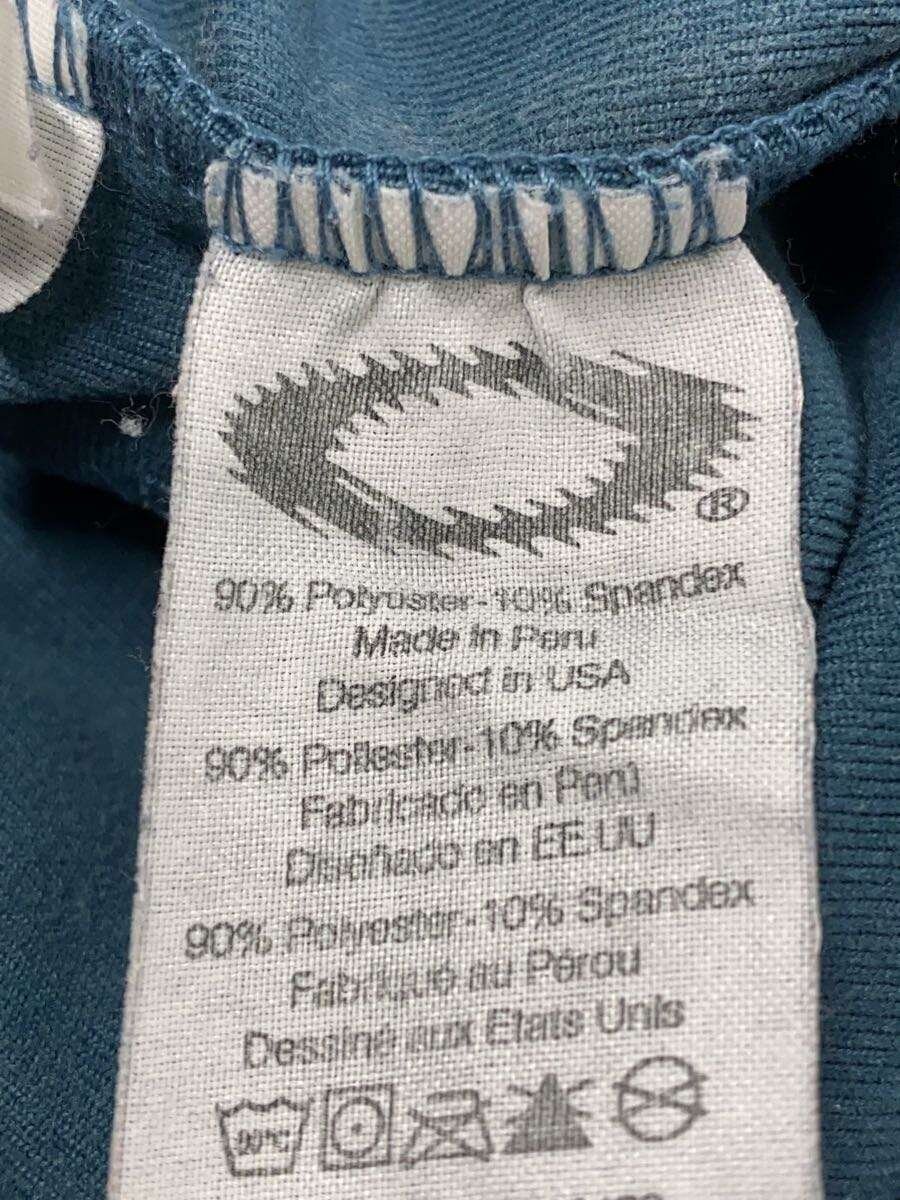 ®
90% Polyester-10% Spandex
Made in Peru
Designed in USA
90% Poliester-10% Spandex
Fabricado en Perú
Diseñado en EE.UU
90% Polyester-10% Spandex
Fabriqué au Pérou
Dessiné aux Etats Unis